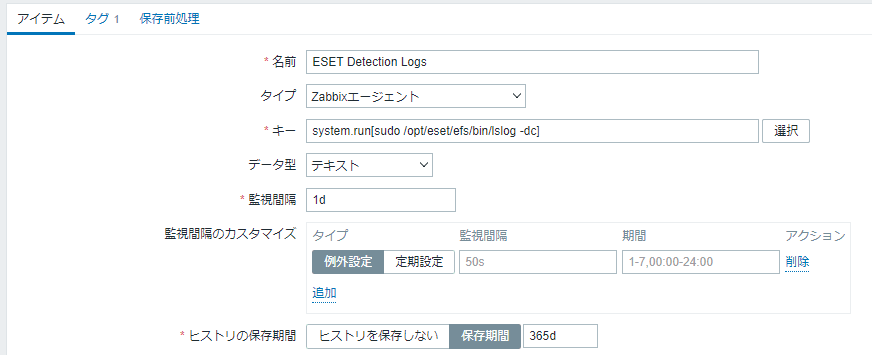 アイテム タグ 1 保存前処理
* 名前 ESET Detection Logs
タイプ Zabbixエージェント
* キー system.run[sudo /opt/eset/efs/bin/lslog -dc] 選択
データ型 テキスト
* 監視間隔 1d
監視間隔のカスタマイズ タイプ 監視間隔 期間 アクション
例外設定 定期設定 50s 1-7,00:00-24:00 削除
追加
* ヒストリの保存期間 ヒストリを保存しない 保存期間 365d